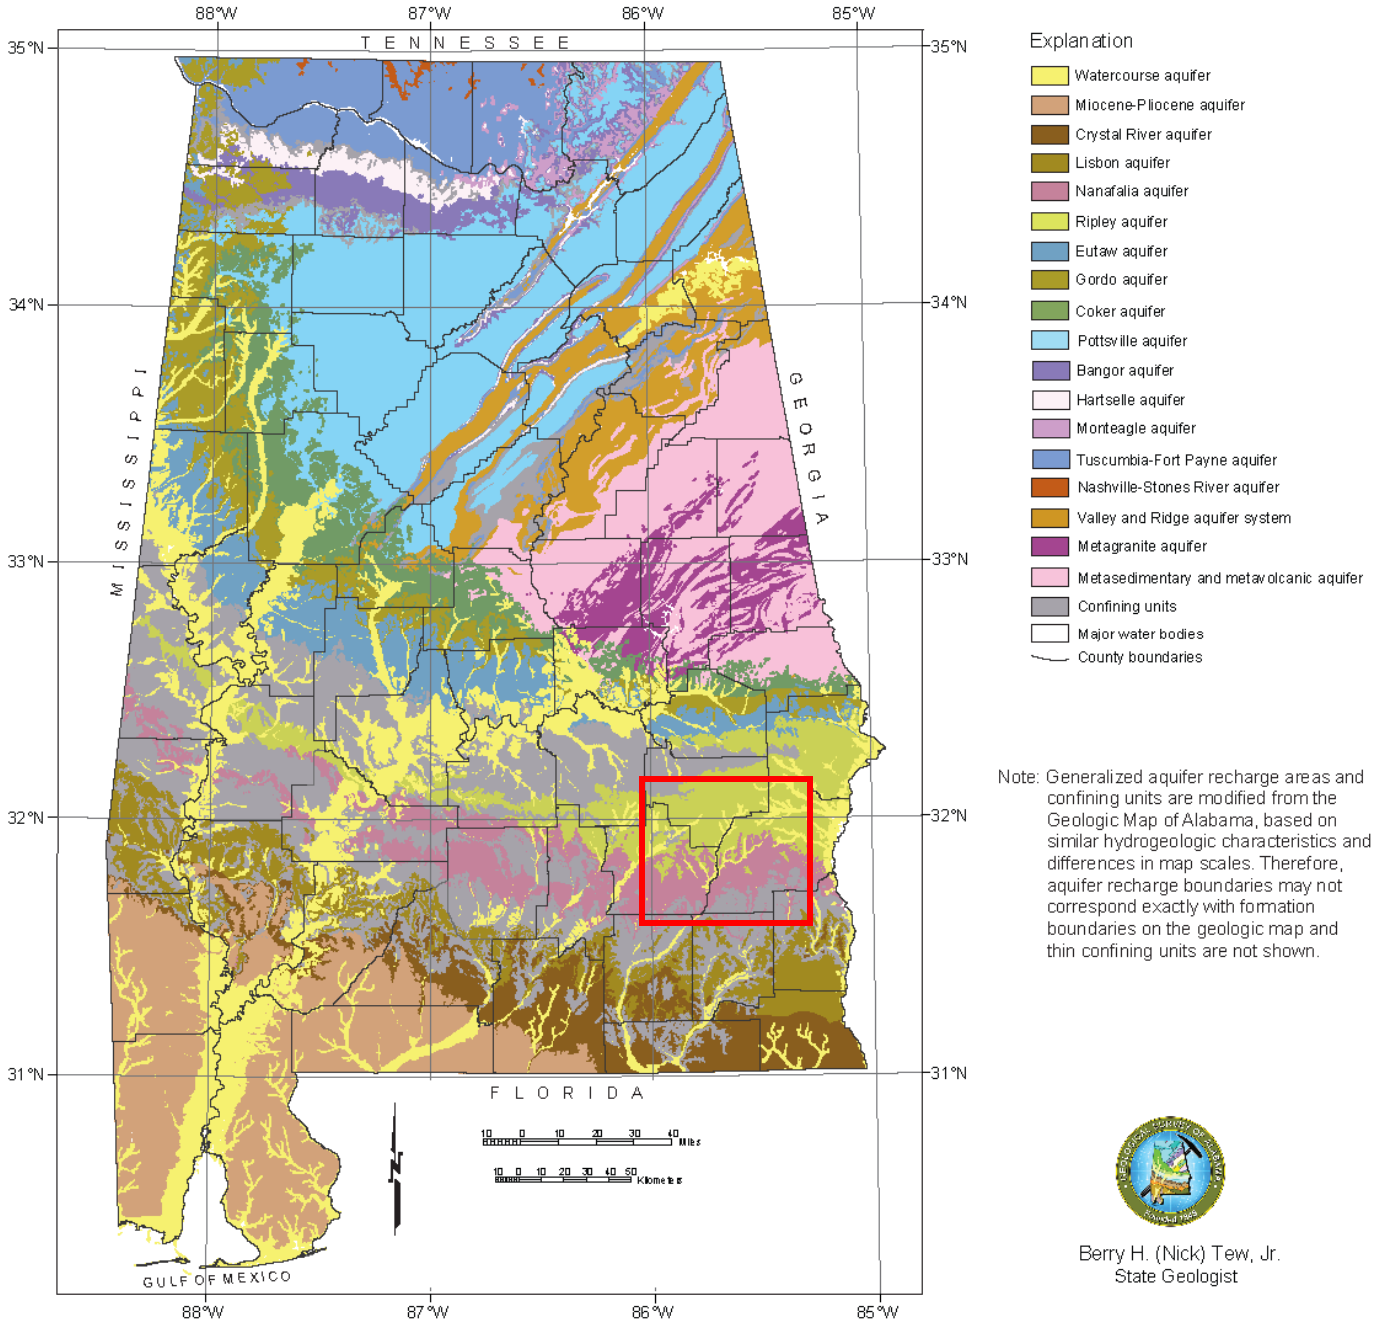 88°W 87°W 86°W 85°W
35°N T E N N E S S E E 35°N
34°N 34°N
33°N 33°N
32°N 32°N
31°N 31°N
M I S S I S S I P P I
G E O R G I A
F L O R I D A
GULF OF MEXICO
10 0 10 20 30 40 Miles
10 0 10 20 30 40 50 Kilometers
N
88°W 87°W 86°W 85°W
Explanation
Watercourse aquifer
Miocene-Pliocene aquifer
Crystal River aquifer
Lisbon aquifer
Nanafalia aquifer
Ripley aquifer
Eutaw aquifer
Gordo aquifer
Coker aquifer
Pottsville aquifer
Bangor aquifer
Hartselle aquifer
Monteagle aquifer
Tuscumbia-Fort Payne aquifer
Nashville-Stones River aquifer
Valley and Ridge aquifer system
Metagranite aquifer
Metasedimentary and metavolcanic aquifer
Confining units
Major water bodies
County boundaries
Note: Generalized aquifer recharge areas and
confining units are modified from the
Geologic Map of Alabama, based on
similar hydrogeologic characteristics and
differences in map scales. Therefore,
aquifer recharge boundaries may not
correspond exactly with formation
boundaries on the geologic map and
thin confining units are not shown.
GEOLOGICAL SURVEY OF ALABAMA
Berry H. (Nick) Tew, Jr.
State Geologist